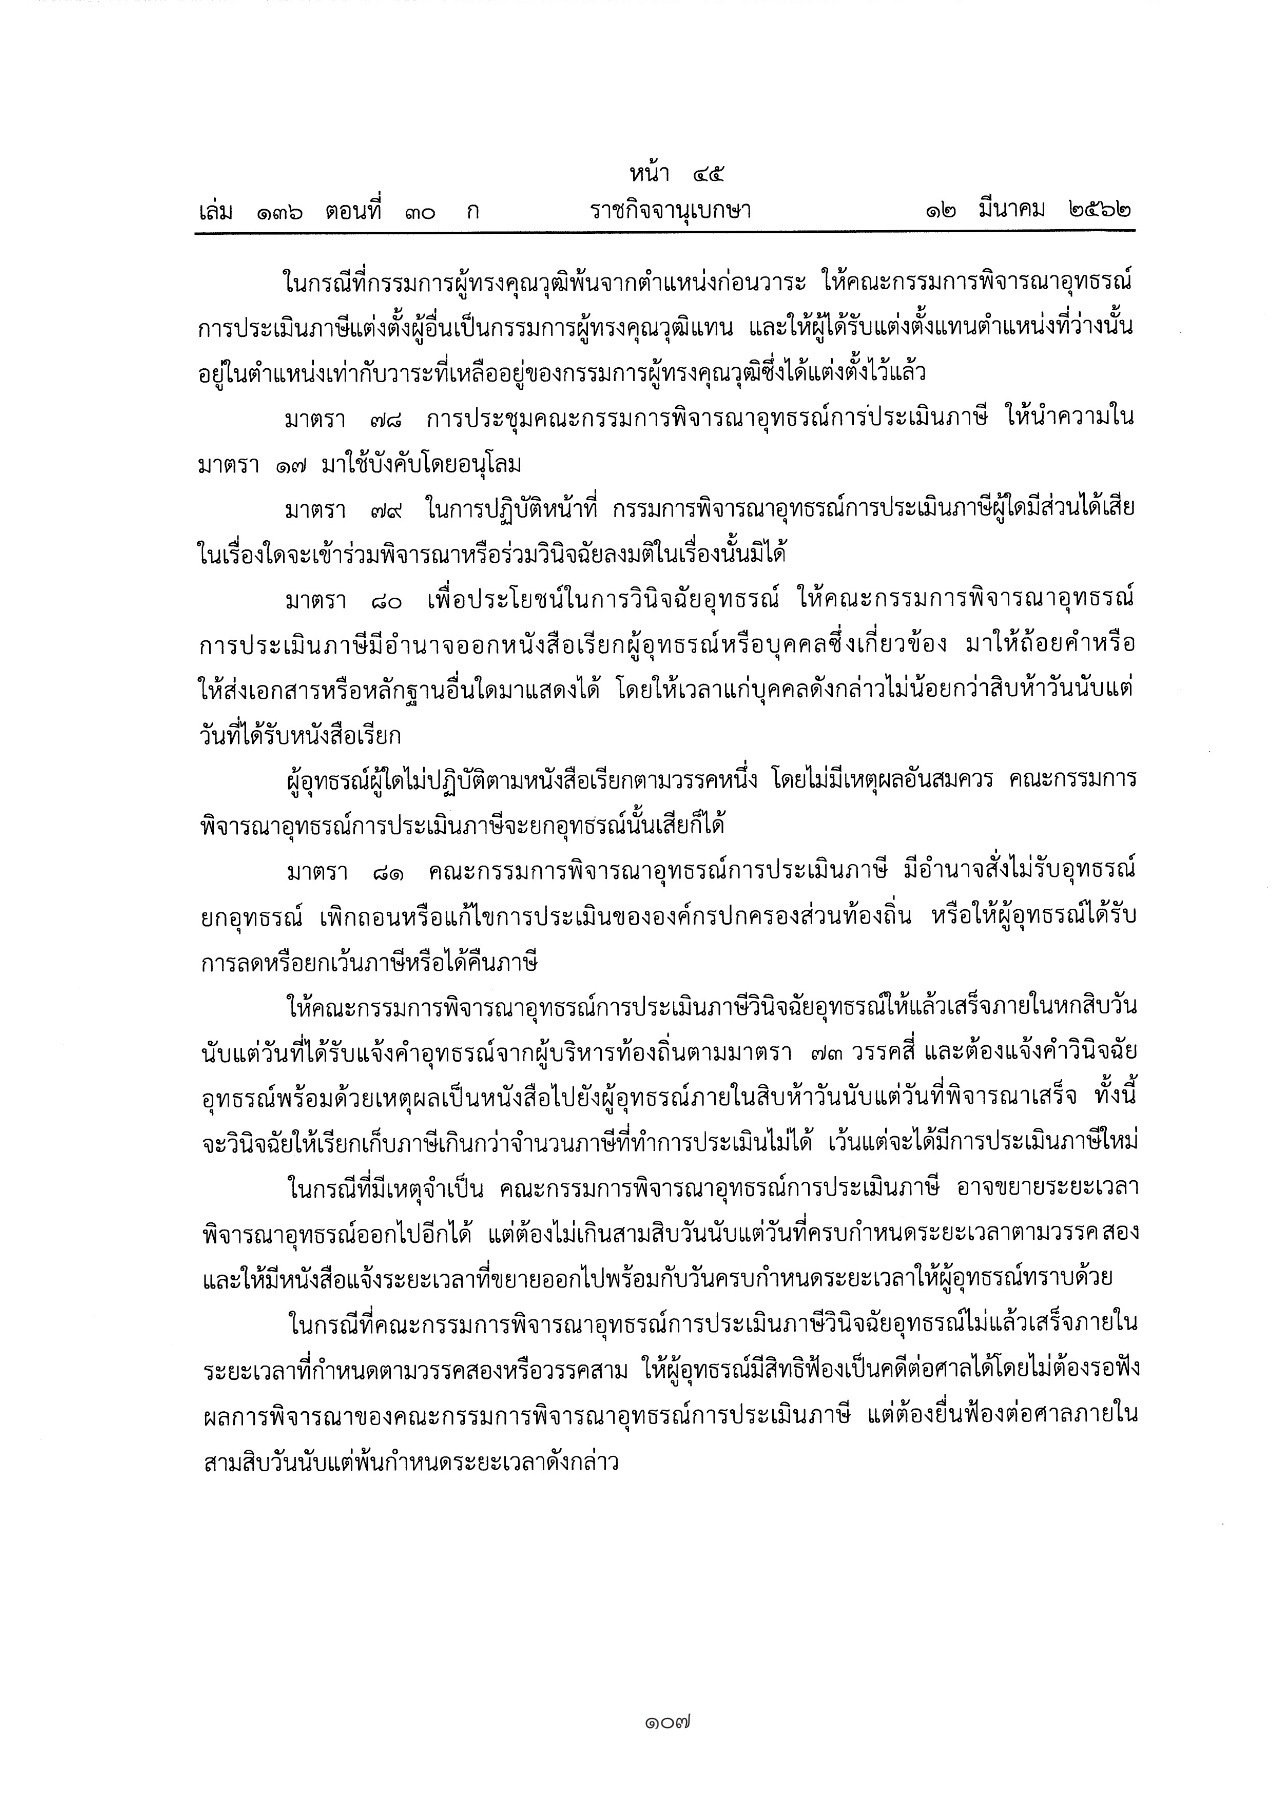 หน้า ๔๕
เล่ม ๑๓๖ ตอนที่ ๓๐ ก ราชกิจจานุเบกษา ๑๒ มีนาคม ๒๕๖๒
ในกรณีที่กรรมการผู้ทรงคุณวุฒิพ้นจากตำแหน่งก่อนวาระ ให้คณะกรรมการพิจารณาอุทธรณ์
การประเมินภาษีแต่งตั้งผู้อื่นเป็นกรรมการผู้ทรงคุณวุฒิแทน และให้ผู้ได้รับแต่งตั้งแทนตำแหน่งที่ว่างนั้น
อยู่ในตำแหน่งเท่ากับวาระที่เหลืออยู่ของกรรมการผู้ทรงคุณวุฒิซึ่งได้แต่งตั้งไว้แล้ว
มาตรา ๗๘ การประชุมคณะกรรมการพิจารณาอุทธรณ์การประเมินภาษี ให้นำความใน
มาตรา ๑๗ มาใช้บังคับโดยอนุโลม
มาตรา ๗๙ ในการปฏิบัติหน้าที่ กรรมการพิจารณาอุทธรณ์การประเมินภาษีผู้ใดมีส่วนได้เสีย
ในเรื่องใดจะเข้าร่วมพิจารณาหรือร่วมวินิจฉัยลงมติในเรื่องนั้นมิได้
มาตรา ๘๐ เพื่อประโยชน์ในการวินิจฉัยอุทธรณ์ ให้คณะกรรมการพิจารณาอุทธรณ์
การประเมินภาษีมีอำนาจออกหนังสือเรียกผู้อุทธรณ์หรือบุคคลซึ่งเกี่ยวข้อง มาให้ถ้อยคำหรือ
ให้ส่งเอกสารหรือหลักฐานอื่นใดมาแสดงได้ โดยให้เวลาแก่บุคคลดังกล่าวไม่น้อยกว่าสิบห้าวันนับแต่
วันที่ได้รับหนังสือเรียก
ผู้อุทธรณ์ผู้ใดไม่ปฏิบัติตามหนังสือเรียกตามวรรคหนึ่ง โดยไม่มีเหตุผลอันสมควร คณะกรรมการ
พิจารณาอุทธรณ์การประเมินภาษีจะยกอุทธรณ์นั้นเสียก็ได้
มาตรา ๘๑ คณะกรรมการพิจารณาอุทธรณ์การประเมินภาษี มีอำนาจสั่งไม่รับอุทธรณ์
ยกอุทธรณ์ เพิกถอนหรือแก้ไขการประเมินขององค์กรปกครองส่วนท้องถิ่น หรือให้ผู้อุทธรณ์ได้รับ
การลดหรือยกเว้นภาษีหรือได้คืนภาษี
ให้คณะกรรมการพิจารณาอุทธรณ์การประเมินภาษีวินิจฉัยอุทธรณ์ให้แล้วเสร็จภายในหกสิบวัน
นับแต่วันที่ได้รับแจ้งคำอุทธรณ์จากผู้บริหารท้องถิ่นตามมาตรา ๗๓ วรรคสี่ และต้องแจ้งคำวินิจฉัย
อุทธรณ์พร้อมด้วยเหตุผลเป็นหนังสือไปยังผู้อุทธรณ์ภายในสิบห้าวันนับแต่วันที่พิจารณาเสร็จ ทั้งนี้
จะวินิจฉัยให้เรียกเก็บภาษีเกินกว่าจำนวนภาษีที่ทำการประเมินไม่ได้ เว้นแต่จะได้มีการประเมินภาษีใหม่
ในกรณีที่มีเหตุจำเป็น คณะกรรมการพิจารณาอุทธรณ์การประเมินภาษี อาจขยายระยะเวลา
พิจารณาอุทธรณ์ออกไปอีกได้ แต่ต้องไม่เกินสามสิบวันนับแต่วันที่ครบกำหนดระยะเวลาตามวรรคสอง
และให้มีหนังสือแจ้งระยะเวลาที่ขยายออกไปพร้อมกับวันครบกำหนดระยะเวลาให้ผู้อุทธรณ์ทราบด้วย
ในกรณีที่คณะกรรมการพิจารณาอุทธรณ์การประเมินภาษีวินิจฉัยอุทธรณ์ไม่แล้วเสร็จภายใน
ระยะเวลาที่กำหนดตามวรรคสองหรือวรรคสาม ให้ผู้อุทธรณ์มีสิทธิฟ้องเป็นคดีต่อศาลได้โดยไม่ต้องรอฟัง
ผลการพิจารณาของคณะกรรมการพิจารณาอุทธรณ์การประเมินภาษี แต่ต้องยื่นฟ้องต่อศาลภายใน
สามสิบวันนับแต่พ้นกำหนดระยะเวลาดังกล่าว
๑๐๗